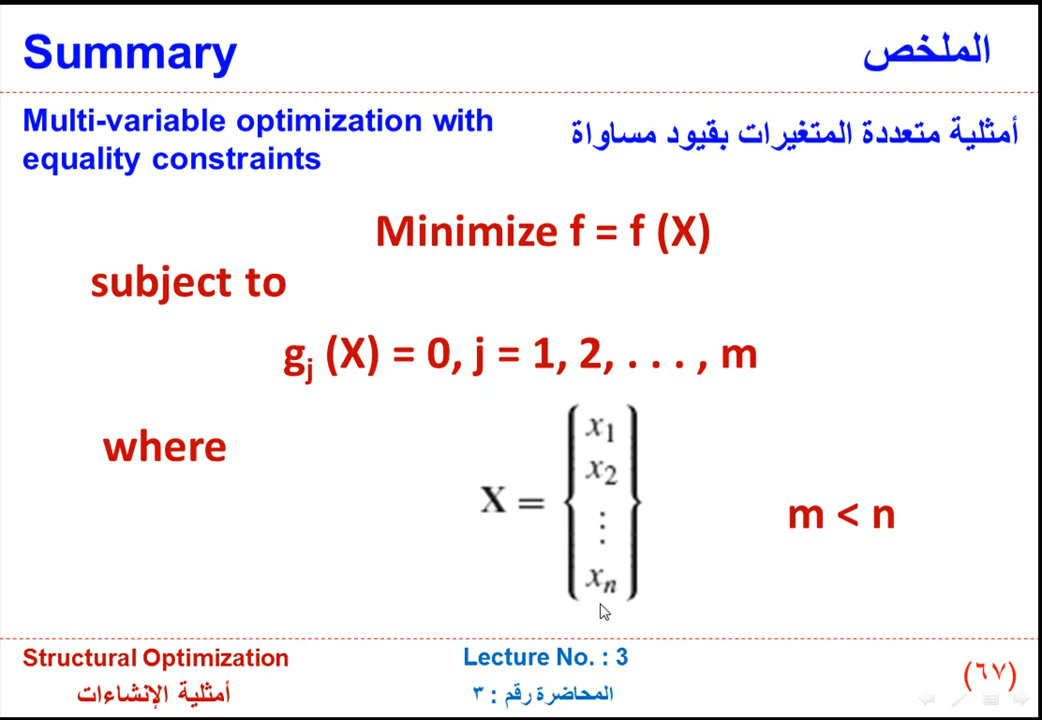 Summary
الملخص
Multi-variable optimization with
equality constraints
أمثلية متعددة المتغيرات بقيود مساواة
Minimize f = f (X)
subject to
gj (X) = 0, j = 1, 2, . . . , m
where
X = { x1
x2
⋮
xn }
m < n
Structural Optimization
أمثلية الإنشاءات
Lecture No. : 3
المحاضرة رقم : ٣
(٦٧)